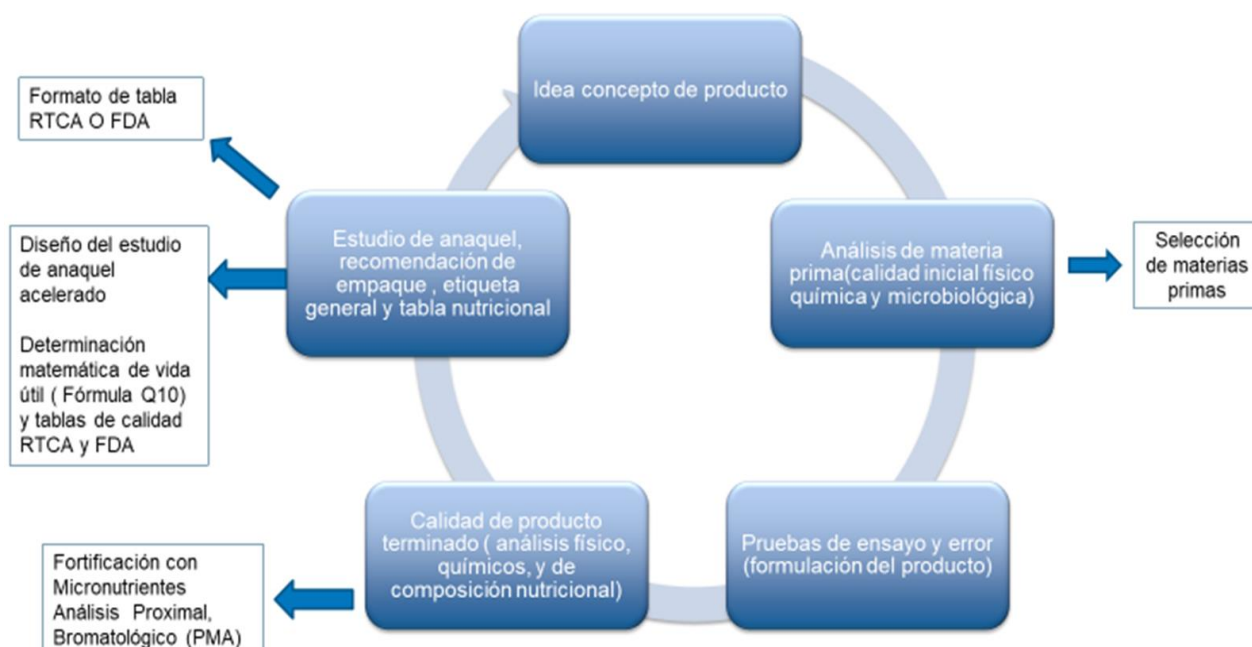 Idea concepto de producto
Análisis de materia
prima(calidad inicial físico
química y microbiológica)
Selección
de materias
primas
Pruebas de ensayo y error
(formulación del producto)
Calidad de producto
terminado ( análisis físico,
químicos, y de
composición nutricional)
Fortificación con
Micronutrientes
Análisis Proximal,
Bromatológico (PMA)
Estudio de anaquel,
recomendación de
empaque , etiqueta
general y tabla nutricional
Formato de tabla
RTCA O FDA
Diseño del estudio
de anaquel
acelerado
Determinación
matemática de vida
útil ( Fórmula Q10)
y tablas de calidad
RTCA y FDA